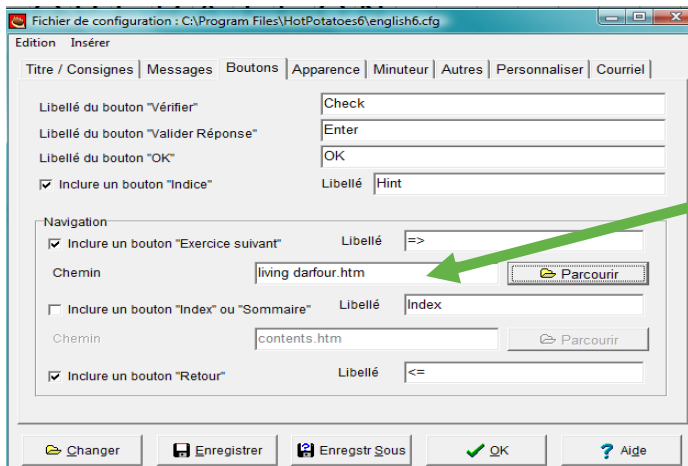 Fichier de configuration : C:\Program Files\HotPotatoes6\english6.cfg
Edition Insérer
Titre / Consignes Messages Boutons Apparence Minuteur Autres Personnaliser Courriel
Libellé du bouton "Vérifier" Check
Libellé du bouton "Valider Réponse" Enter
Libellé du bouton "OK" OK
Inclure un bouton "Indice" Libellé Hint
Navigation
Inclure un bouton "Exercice suivant" Libellé =>
Chemin living darfour.htm Parcourir
Inclure un bouton "Index" ou "Sommaire" Libellé Index
Chemin contents.htm Parcourir
Inclure un bouton "Retour" Libellé <=
Changer Enregistrer Enregstr Sous OK Aide